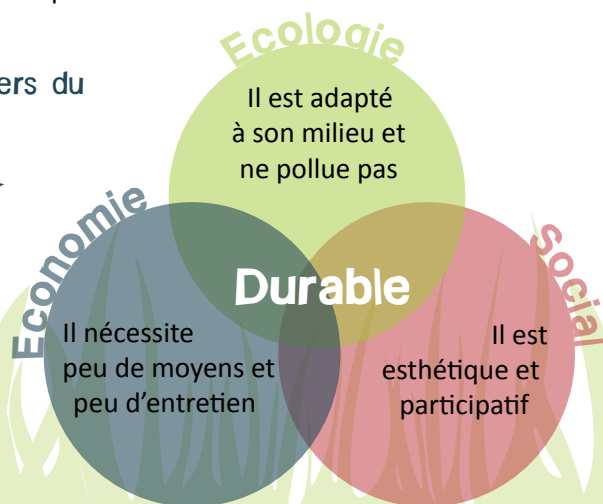 ers du
Ecologie
Il est adapté
à son milieu et
ne pollue pas
Economie
Social
Durable
Il nécessite
peu de moyens et
peu d'entretien
Il est
esthétique et
participatif